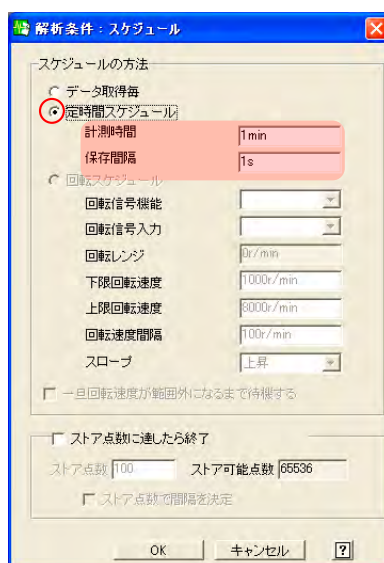 解析条件：スケジュール
スケジュールの方法
データ取得毎
定時間スケジュール
計測時間 1min
保存間隔 1s
回転スケジュール
回転信号機能
回転信号入力
回転レンジ 0r/min
下限回転速度 1000r/min
上限回転速度 8000r/min
回転速度間隔 100r/min
スロープ 上昇
一旦回転速度が範囲外になるまで待機する
ストア点数に達したら終了
ストア点数 100 ストア可能点数 65536
ストア点数で間隔を決定
OK キャンセル ?